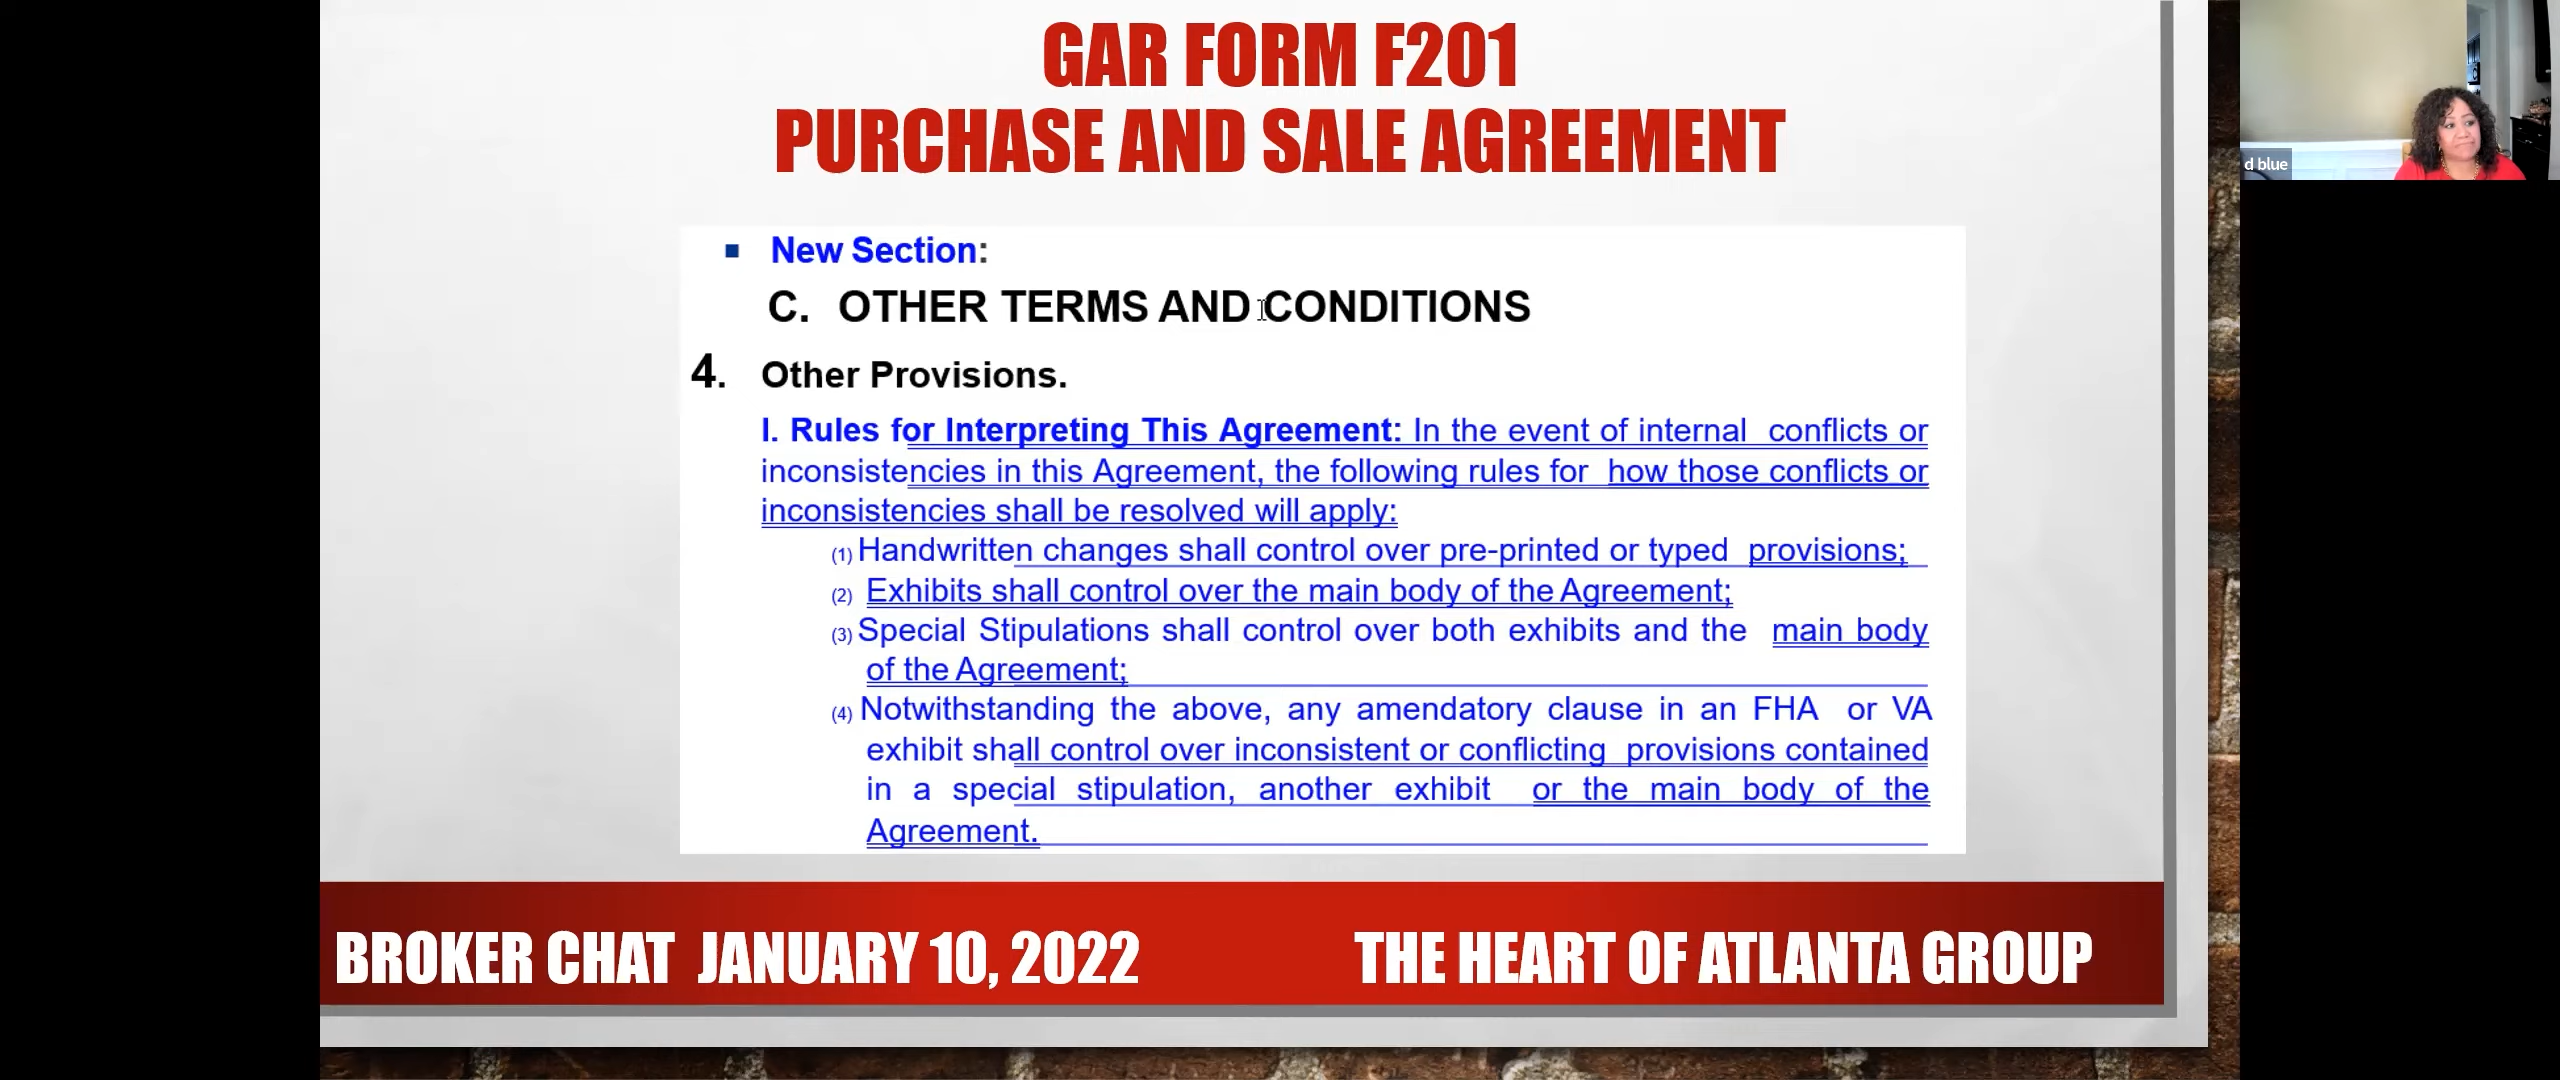 GAR FORM F201
PURCHASE AND SALE AGREEMENT
d blue
▪ New Section:
C. OTHER TERMS AND CONDITIONS
4. Other Provisions.
I. Rules for Interpreting This Agreement: In the event of internal conflicts or
inconsistencies in this Agreement, the following rules for how those conflicts or
inconsistencies shall be resolved will apply:
(1) Handwritten changes shall control over pre-printed or typed provisions;
(2) Exhibits shall control over the main body of the Agreement;
(3) Special Stipulations shall control over both exhibits and the main body
of the Agreement;
(4) Notwithstanding the above, any amendatory clause in an FHA or VA
exhibit shall control over inconsistent or conflicting provisions contained
in a special stipulation, another exhibit or the main body of the
Agreement.
BROKER CHAT JANUARY 10, 2022
THE HEART OF ATLANTA GROUP